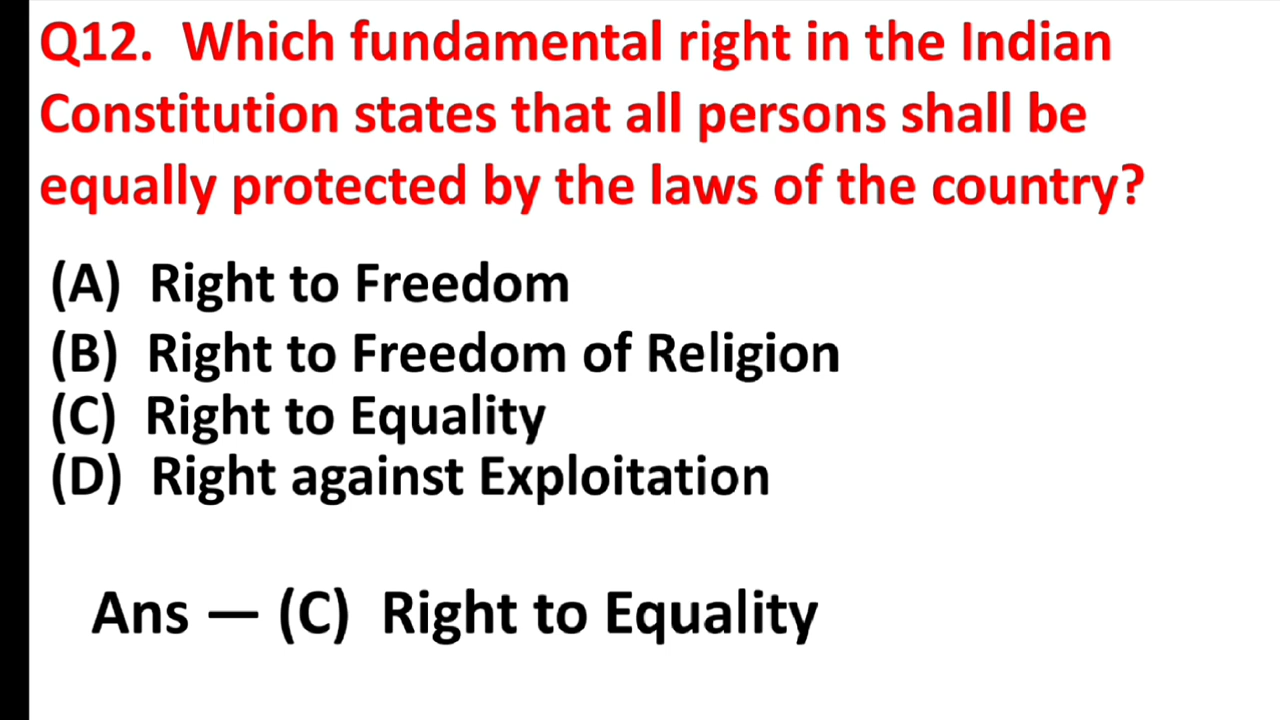 Q12. Which fundamental right in the Indian
Constitution states that all persons shall be
equally protected by the laws of the country?
(A) Right to Freedom
(B) Right to Freedom of Religion
(C) Right to Equality
(D) Right against Exploitation
Ans — (C) Right to Equality